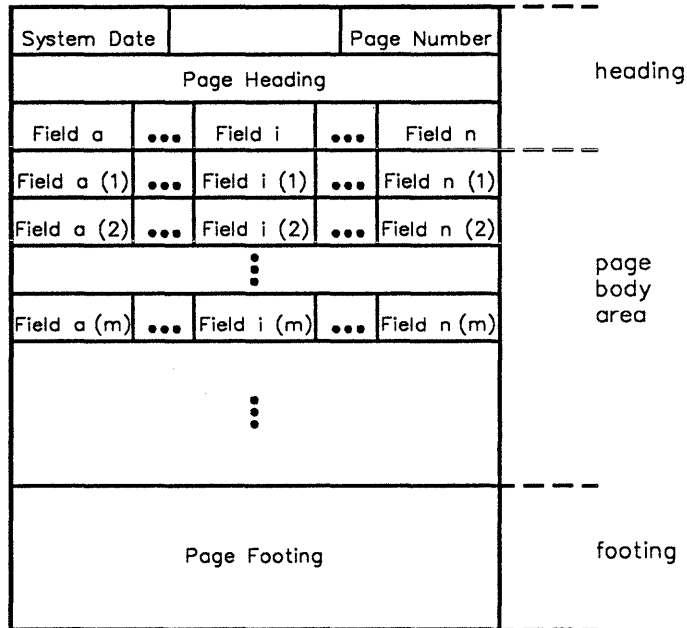 System Date Page Number
Page Heading
heading
Field a ••• Field i ••• Field n
Field a (1) ••• Field i (1) ••• Field n (1)
Field a (2) ••• Field i (2) ••• Field n (2)
page
body
area
Field a (m) ••• Field i (m) ••• Field n (m)
Page Footing
footing